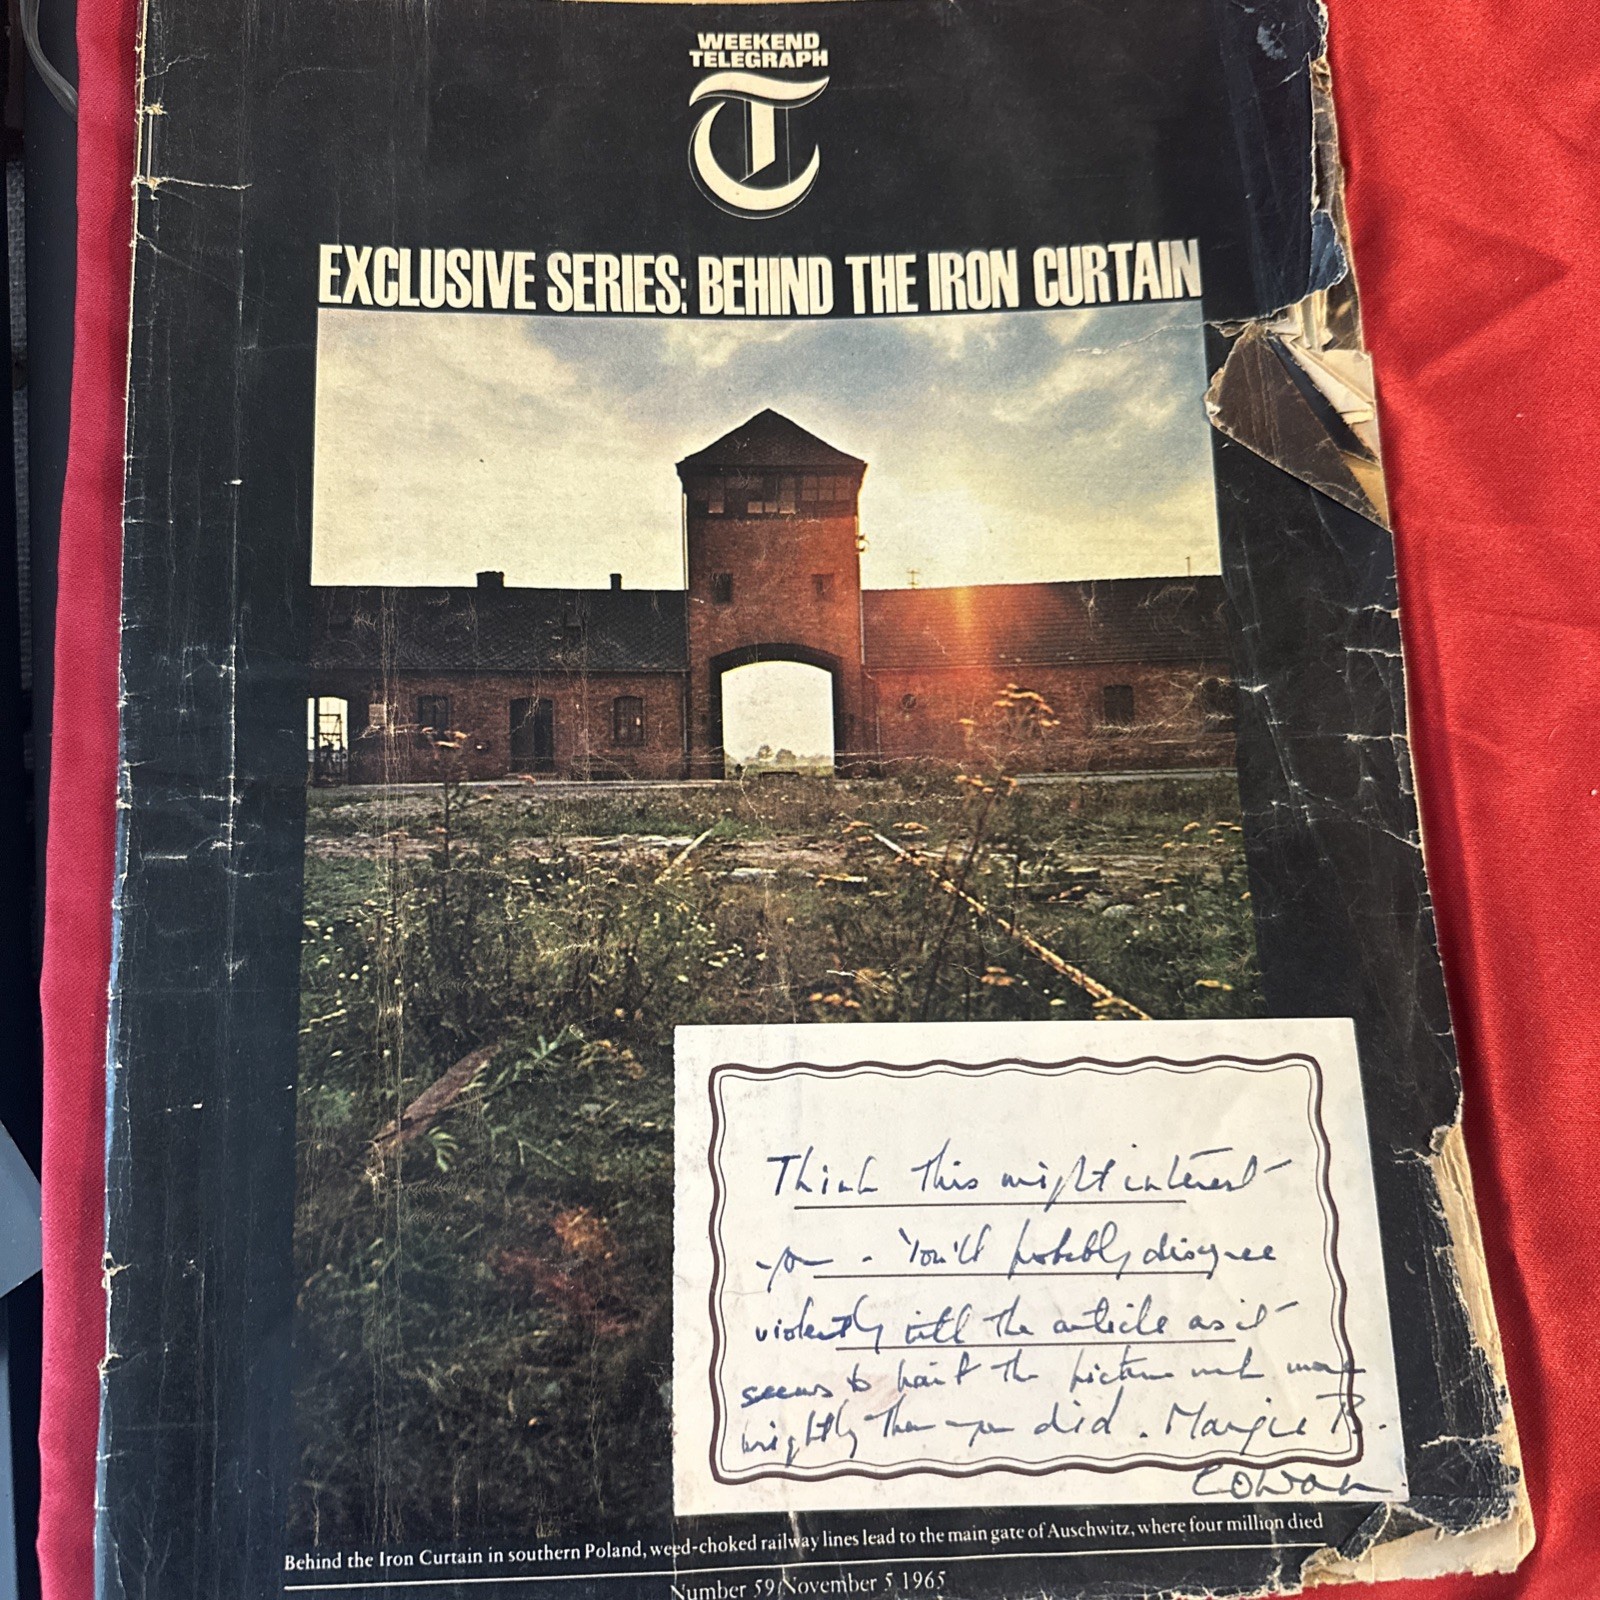 WEEKEND
TELEGRAPH
T
EXCLUSIVE SERIES: BEHIND THE IRON CURTAIN
Think this might interest
you - You'll probably disagree
violently with the article as it
seems to paint the picture much more
brightly than you did. Margie B.
Cowan
Behind the Iron Curtain in southern Poland, weed-choked railway lines lead to the main gate of Auschwitz, where four million died
Number 59/November 5 1965